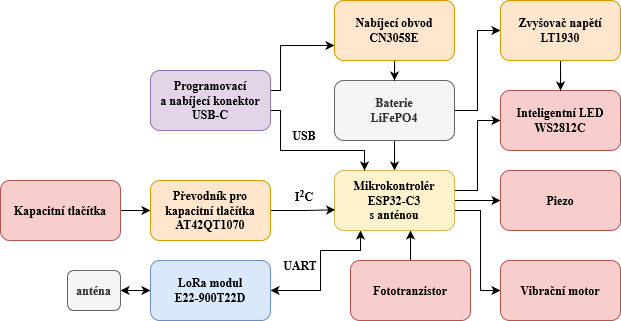 Nabíjecí obvod
CN3058E
Zvyšovač napětí
LT1930
Programovací
a nabíjecí konektor
USB-C
Baterie
LiFePO4
Inteligentní LED
WS2812C
USB
Kapacitní tlačítka
Převodník pro
kapacitní tlačítka
AT42QT1070
I²C
Mikrokontrolér
ESP32-C3
s anténou
Piezo
UART
anténa
LoRa modul
E22-900T22D
Fototranzistor
Vibrační motor